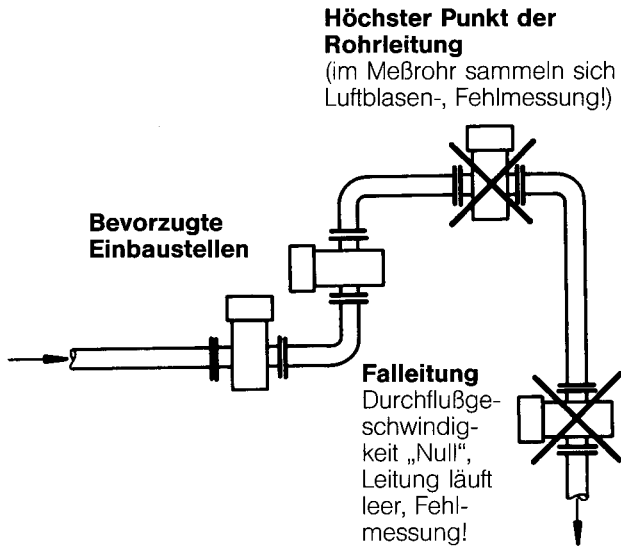 Höchster Punkt der
Rohrleitung
(im Meßrohr sammeln sich
Luftblasen-, Fehlmessung!)
Bevorzugte
Einbaustellen
Falleitung
Durchflußge-
schwindig-
keit „Null“,
Leitung läuft
leer, Fehl-
messung!